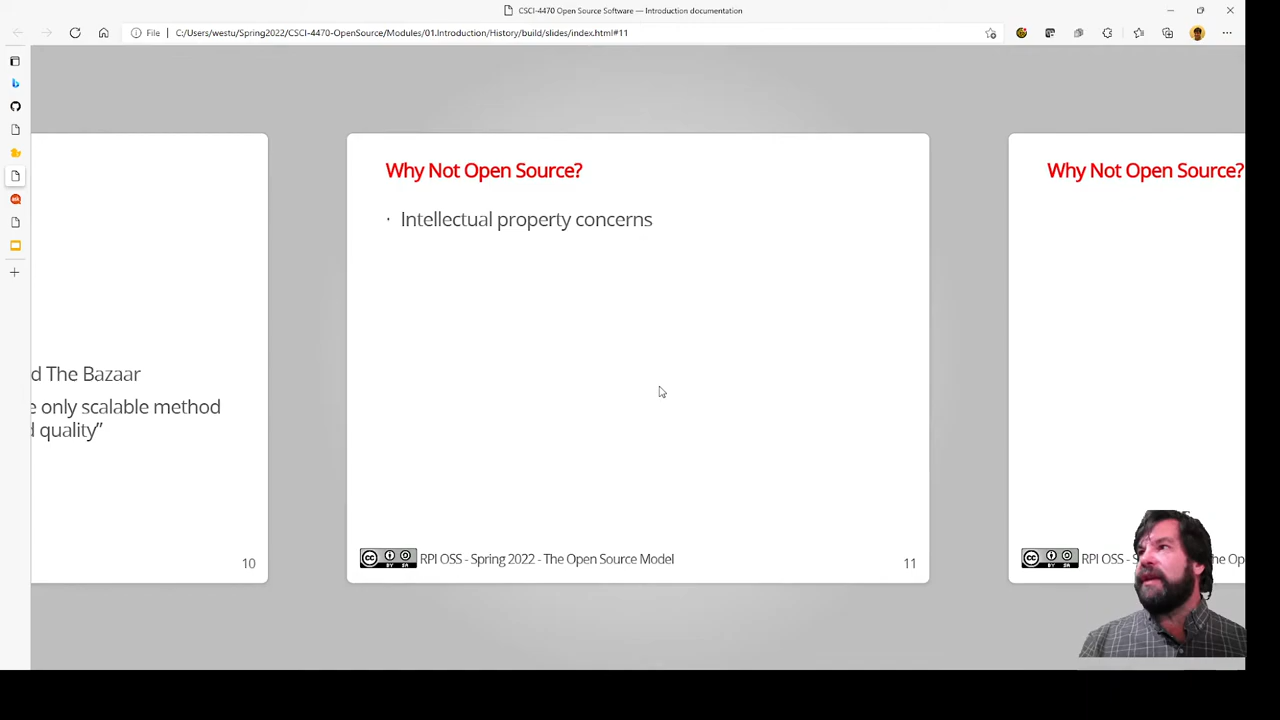 CSCI-4470 Open Source Software — Introduction documentation
File
C:/Users/westu/Spring2022/CSCI-4470-OpenSource/Modules/01.Introduction/History/build/slides/index.html#11
d The Bazaar
e only scalable method
d quality”
10
Why Not Open Source?
· Intellectual property concerns
RPI OSS - Spring 2022 - The Open Source Model
11
Why Not Open Source?
RPI OSS - S
he Op